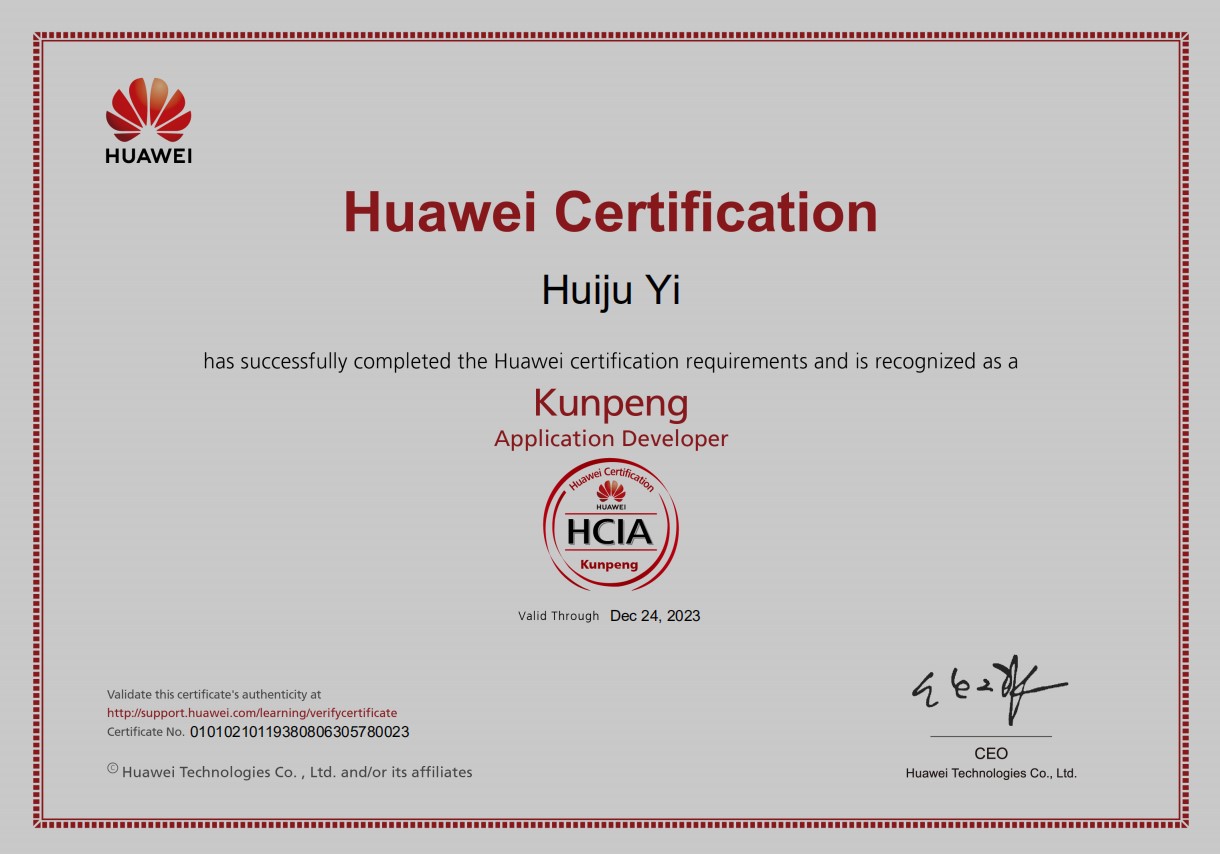 HUAWEI
Huawei Certification
Huiju Yi
has successfully completed the Huawei certification requirements and is recognized as a
Kunpeng
Application Developer
Huawei Certification
HUAWEI
HCIA
Kunpeng
Valid Through Dec 24, 2023
Validate this certificate's authenticity at
http://support.huawei.com/learning/verifycertificate
Certificate No. 01010210119380806305780023
© Huawei Technologies Co. , Ltd. and/or its affiliates
CEO
Huawei Technologies Co., Ltd.